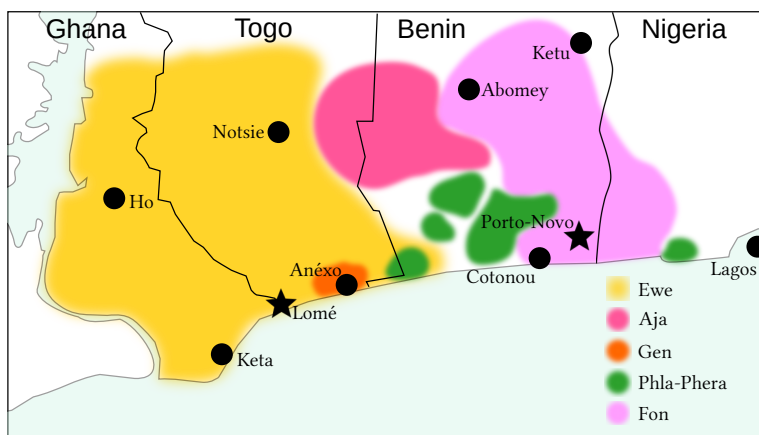 Ghana
Togo
Benin
Nigeria
Ketu
Abomey
Notsie
Ho
Porto-Novo
Anéxo
Cotonou
Lagos
Lomé
Keta
Ewe
Aja
Gen
Phla-Phera
Fon